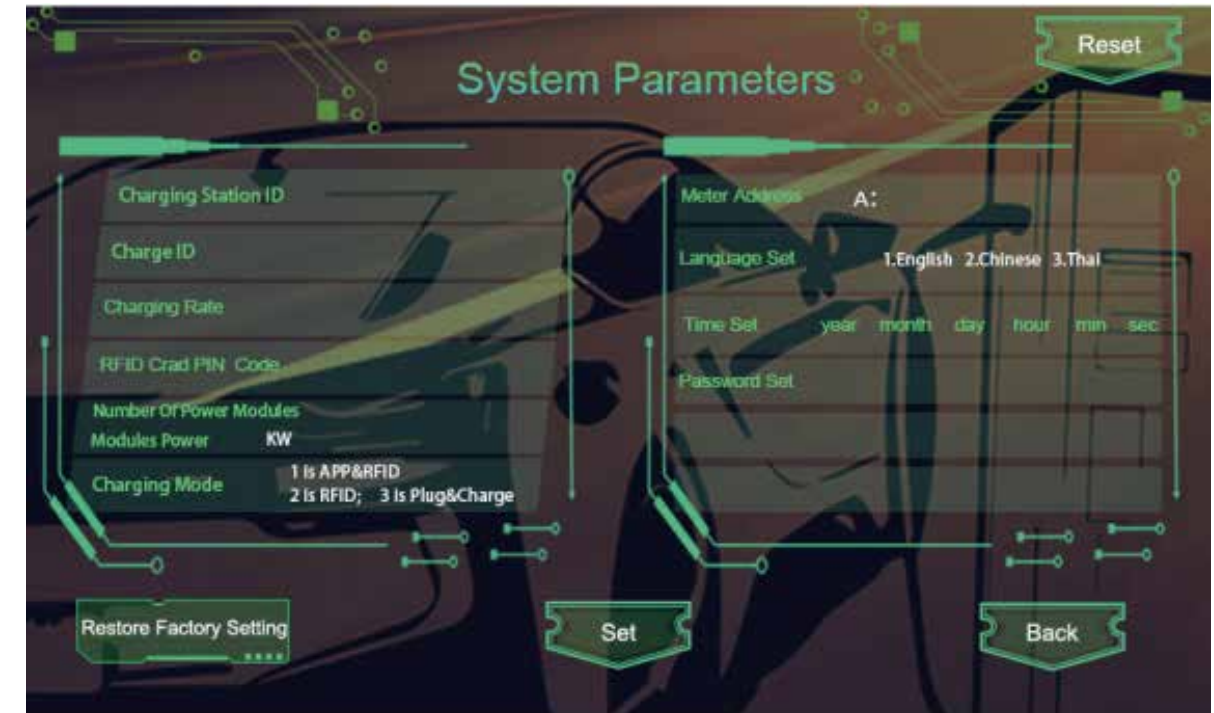 Reset
System Parameters
Charging Station ID
Charge ID
Charging Rate
RFID Crad PIN Code
Number Of Power Modules
Modules Power KW
Charging Mode 1 Is APP&RFID
2 Is RFID; 3 Is Plug&Charge
Meter Address A:
Language Set 1.English 2.Chinese 3.Thai
Time Set year month day hour min sec
Password Set
Restore Factory Setting
Set
Back